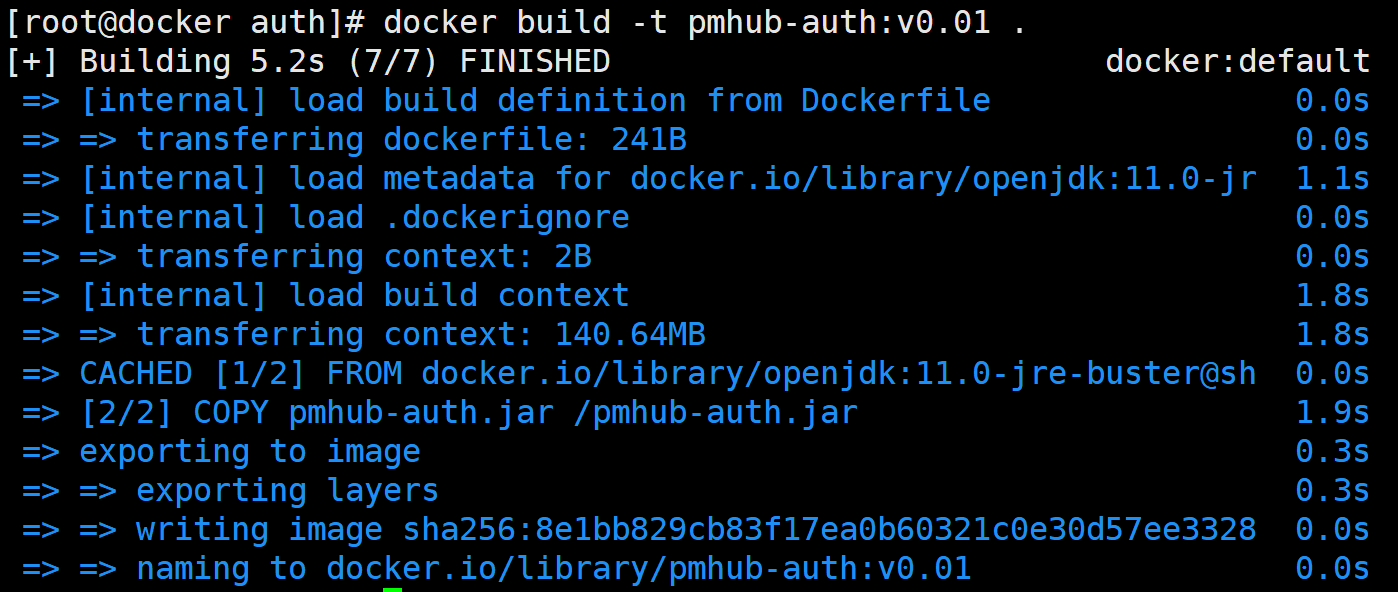 [root@docker auth]# docker build -t pmhub-auth:v0.01 .
[+] Building 5.2s (7/7) FINISHED docker:default
=> [internal] load build definition from Dockerfile 0.0s
=> => transferring dockerfile: 241B 0.0s
=> [internal] load metadata for docker.io/library/openjdk:11.0-jr 1.1s
=> [internal] load .dockerignore 0.0s
=> => transferring context: 2B 0.0s
=> [internal] load build context 1.8s
=> => transferring context: 140.64MB 1.8s
=> CACHED [1/2] FROM docker.io/library/openjdk:11.0-jre-buster@sh 0.0s
=> [2/2] COPY pmhub-auth.jar /pmhub-auth.jar 1.9s
=> exporting to image 0.3s
=> => exporting layers 0.3s
=> => writing image sha256:8e1bb829cb83f17ea0b60321c0e30d57ee3328 0.0s
=> => naming to docker.io/library/pmhub-auth:v0.01 0.0s